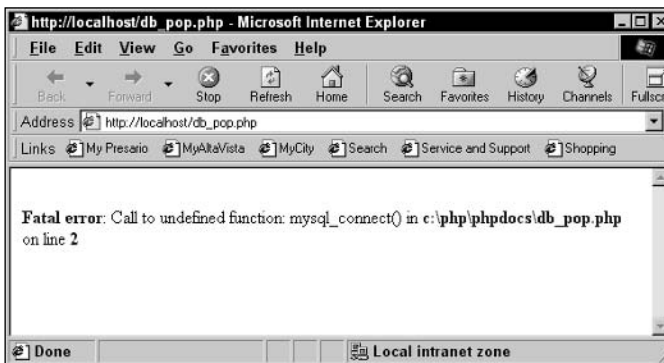 http://localhost/db_pop.php - Microsoft Internet Explorer
File Edit View Go Favorites Help
Back Forward Stop Refresh Home Search Favorites History Channels Fullscr
Address http://localhost/db_pop.php
Links My Presario MyAltaVista MyCity Search Service and Support Shopping
Fatal error: Call to undefined function: mysql_connect() in c:\php\phpdocs\db_pop.php
on line 2
Done Local intranet zone